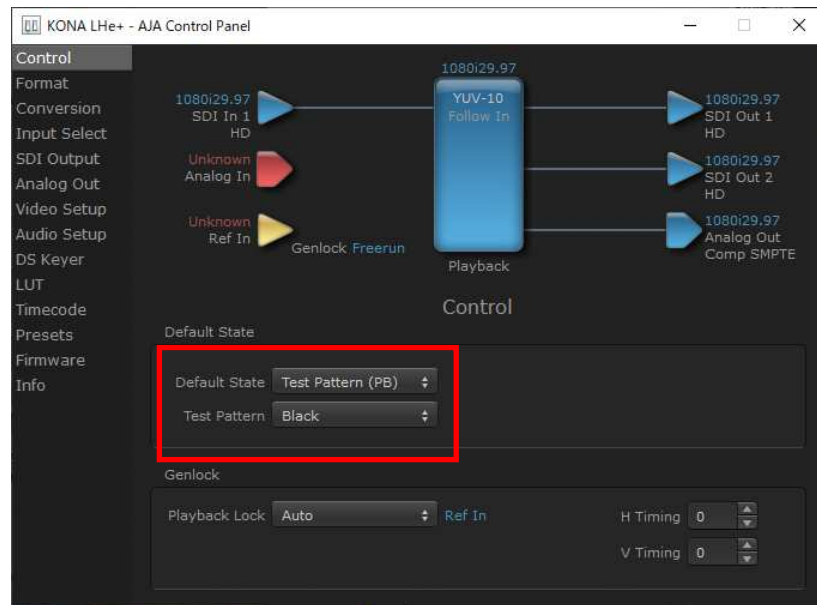 KONA LHe+ - AJA Control Panel
Control
Format
Conversion
Input Select
SDI Output
Analog Out
Video Setup
Audio Setup
DS Keyer
LUT
Timecode
Presets
Firmware
Info
1080i29.97
SDI In 1
HD
Unknown
Analog In
Unknown
Ref In
Genlock Freerun
1080i29.97
YUV-10
Follow In
Playback
1080i29.97
SDI Out 1
HD
1080i29.97
SDI Out 2
HD
1080i29.97
Analog Out
Comp SMPTE
Control
Default State
Default State Test Pattern (PB)
Test Pattern Black
Genlock
Playback Lock Auto Ref In
H Timing 0
V Timing 0